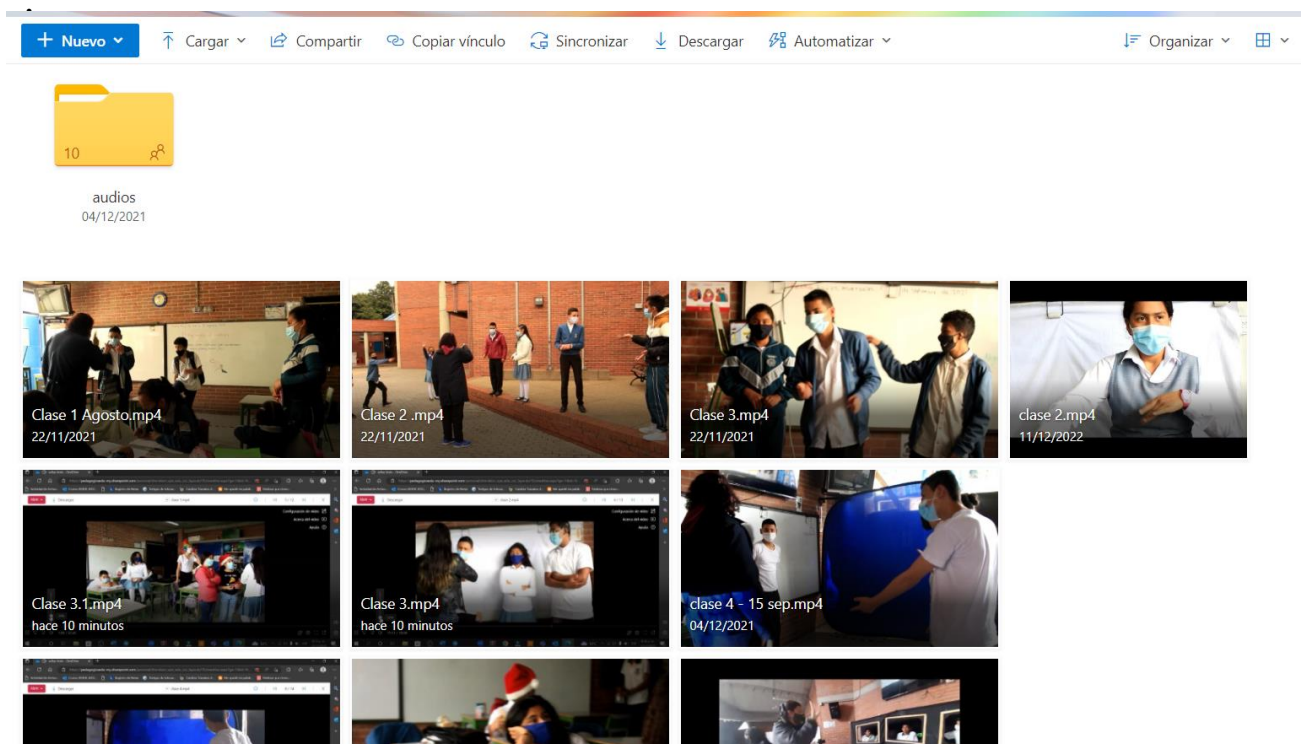 Nuevo Cargar Compartir Copiar vínculo Sincronizar Descargar Automatizar Organizar
10
audios
04/12/2021
Clase 1 Agosto.mp4
22/11/2021
Clase 2 .mp4
22/11/2021
Clase 3.mp4
22/11/2021
clase 2.mp4
11/12/2022
Clase 3.1.mp4
hace 10 minutos
Clase 3.mp4
hace 10 minutos
clase 4 - 15 sep.mp4
04/12/2021